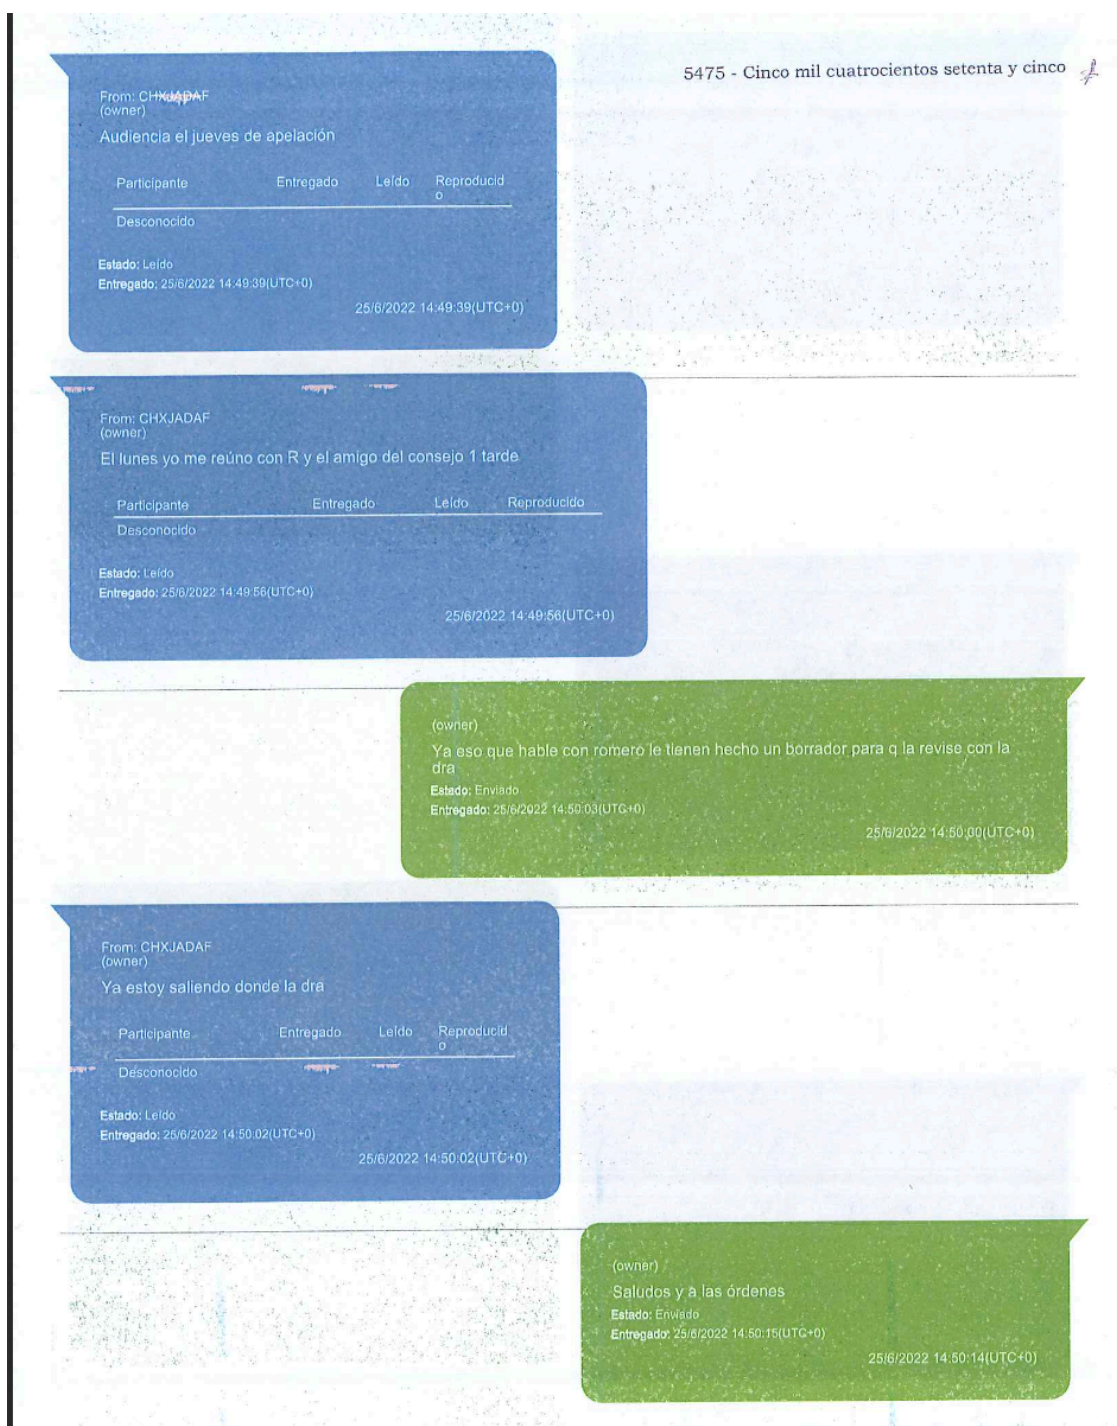 5475 - Cinco mil cuatrocientos setenta y cinco
From: CHXJADAF
(owner)
Audiencia el jueves de apelación
Participante Entregado Leído Reproducid
o
Desconocido
Estado: Leído
Entregado: 25/6/2022 14:49:39(UTC+0)
25/6/2022 14:49:39(UTC+0)
From: CHXJADAF
(owner)
El lunes yo me reúno con R y el amigo del consejo 1 tarde
Participante Entregado Leído Reproducido
Desconocido
Estado: Leído
Entregado: 25/6/2022 14:49:56(UTC+0)
25/6/2022 14:49:56(UTC+0)
(owner)
Ya eso que hable con romero le tienen hecho un borrador para q la revise con la
dra
Estado: Enviado
Entregado: 25/6/2022 14:50:03(UTC+0)
25/6/2022 14:50:00(UTC+0)
From: CHXJADAF
(owner)
Ya estoy saliendo donde la dra
Participante Entregado Leído Reproducid
o
Desconocido
Estado: Leído
Entregado: 25/6/2022 14:50:02(UTC+0)
25/6/2022 14:50:02(UTC+0)
(owner)
Saludos y a las órdenes
Estado: Enviado
Entregado: 25/6/2022 14:50:15(UTC+0)
25/6/2022 14:50:14(UTC+0)